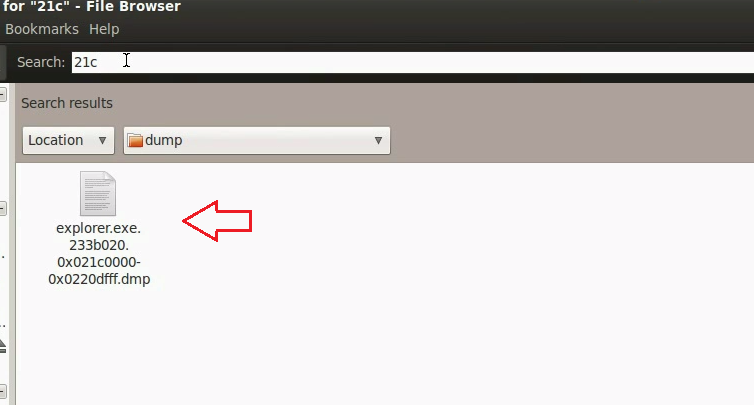 for "21c" - File Browser
Bookmarks Help
Search: 21c
Search results
Location dump
explorer.exe.
233b020.
0x021c0000-
0x0220dfff.dmp